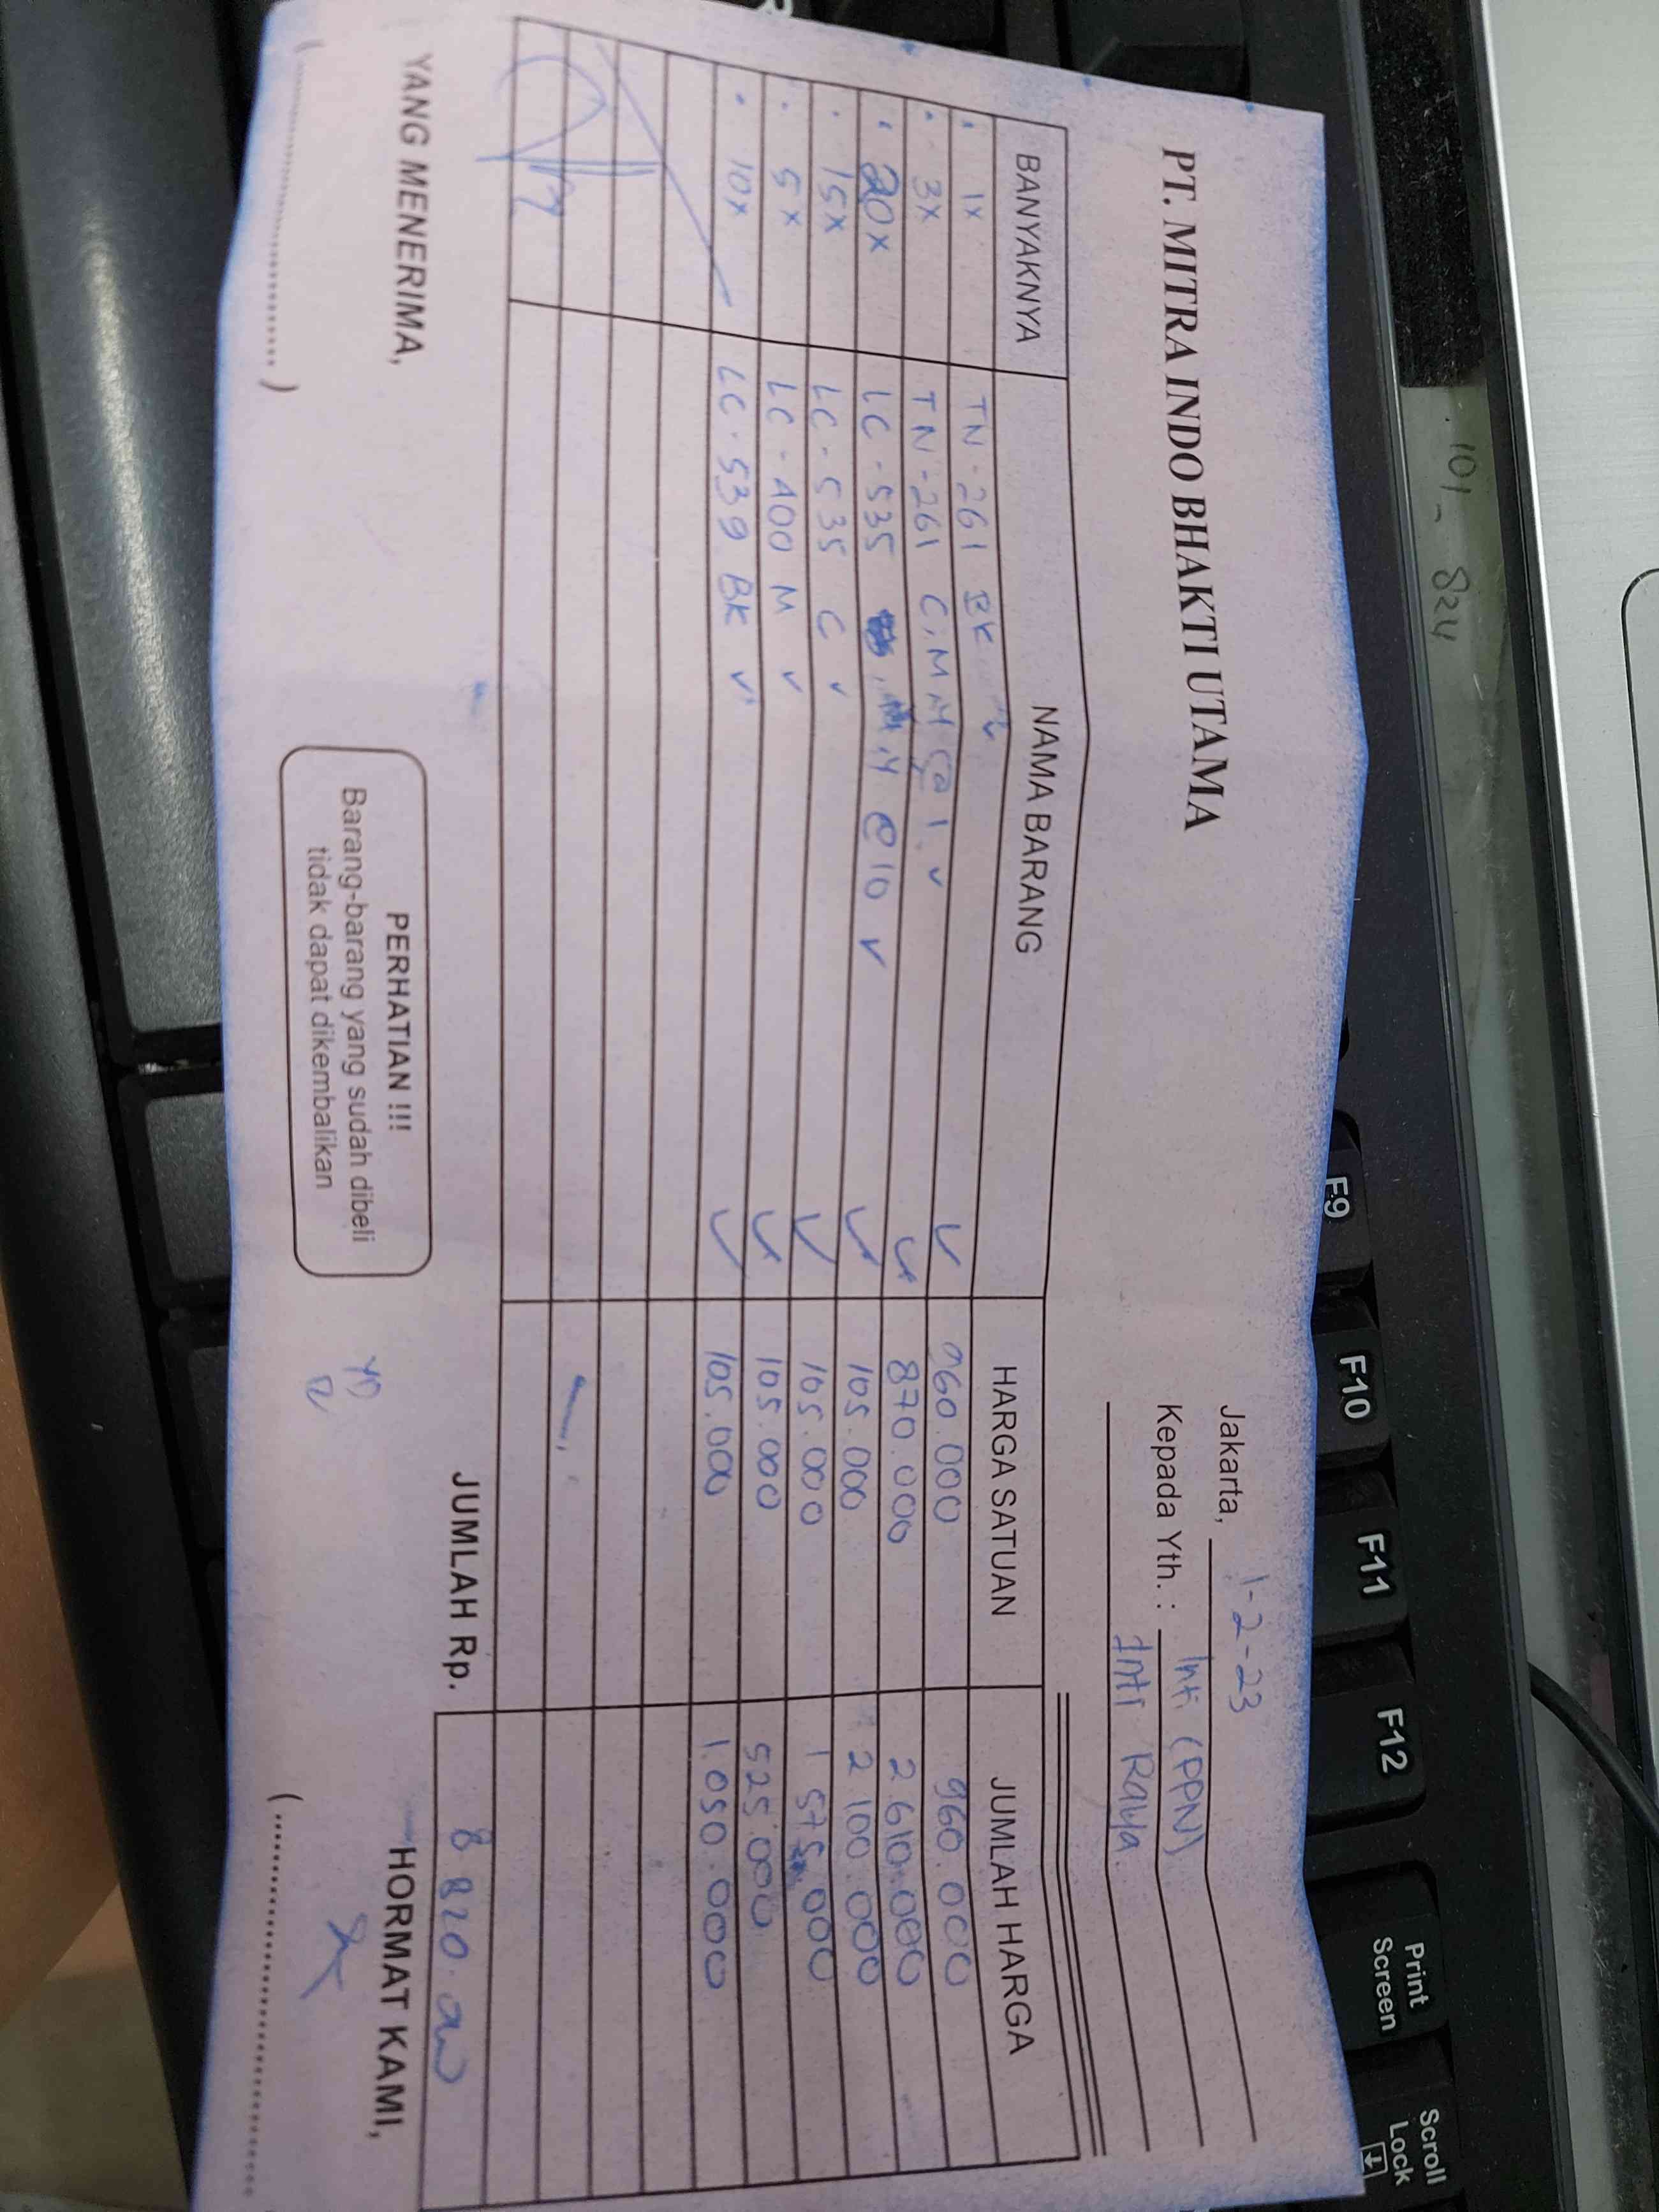 101 - 824
PT. MITRA INDO BHAKTI UTAMA
Jakarta, 1-2-23
Kepada Yth. : Inti (PPN)
Inti Raya.
BANYAKNYA NAMA BARANG HARGA SATUAN JUMLAH HARGA
1x TN-261 BK 960.000 960.000
3x TN-261 C,M @1 870.000 2.610.000
20x LC-535 ,Y @10 105.000 2 100.000
15x LC-535 C 105.000 1 575.000
5x LC-400 M 105.000 525.000
10x LC-539 BK 105.000 1.050.000
JUMLAH Rp. 8 820.000
YANG MENERIMA,
PERHATIAN !!!
Barang-barang yang sudah dibeli
tidak dapat dikembalikan
HORMAT KAMI,
(....................)
(....................)
F9
F10
F11
F12
Print
Screen
Scroll
Lock